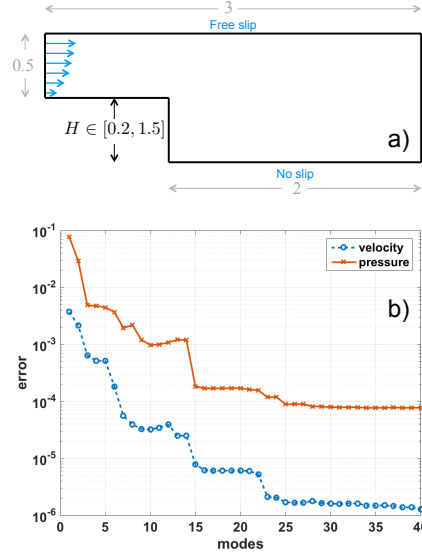 3
Free slip
0.5
H ∈ [0.2, 1.5]
a)
No slip
2
10^-1
10^-2
10^-3
10^-4
10^-5
10^-6
error
velocity
pressure
b)
0 5 10 15 20 25 30 35 40
modes